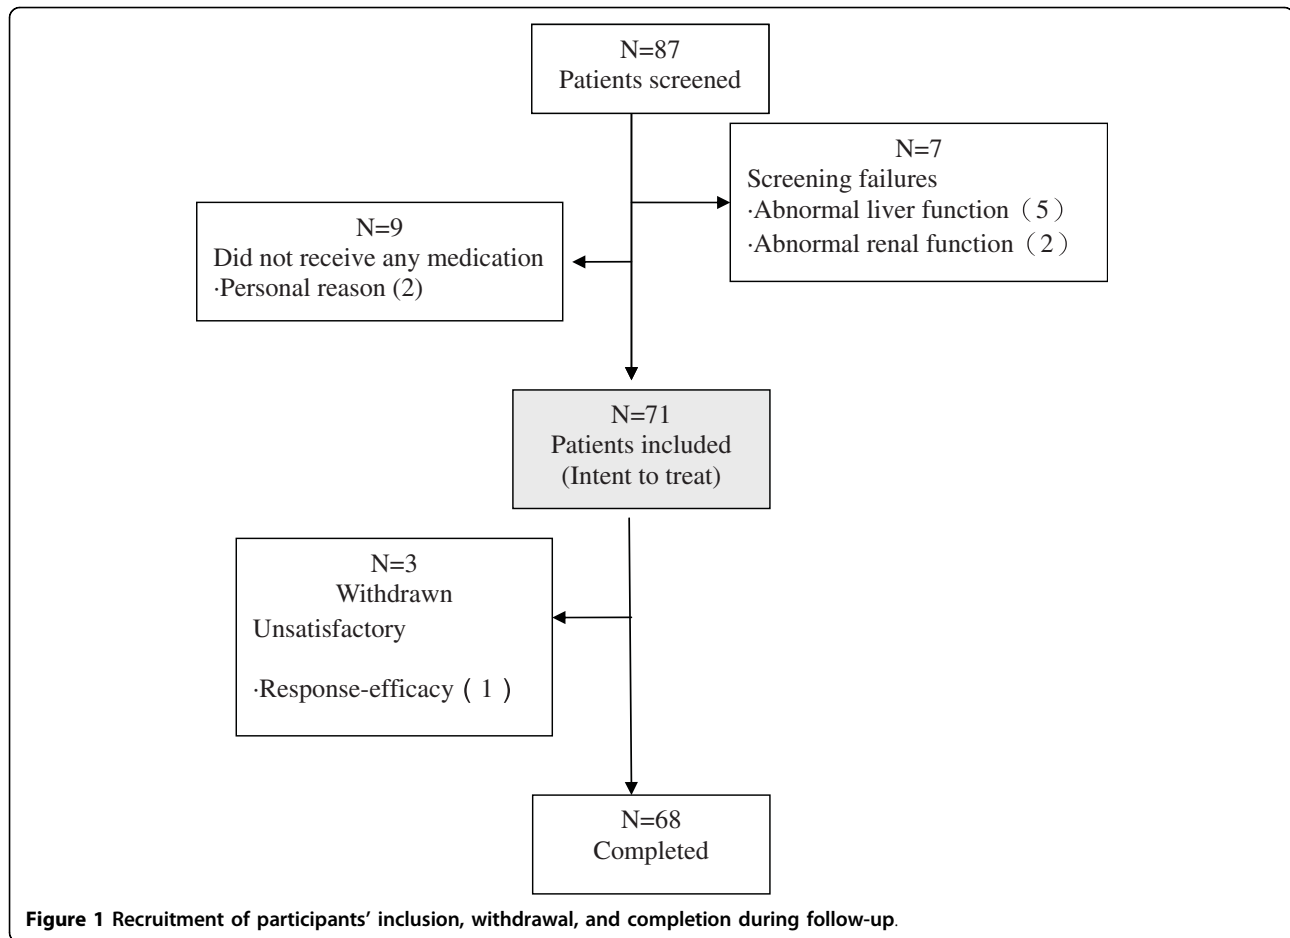 N=87
Patients screened
N=7
Screening failures
·Abnormal liver function（5）
·Abnormal renal function（2）
N=9
Did not receive any medication
·Personal reason (2)
N=71
Patients included
(Intent to treat)
N=3
Withdrawn
Unsatisfactory
·Response-efficacy ( 1 )
N=68
Completed
Figure 1 Recruitment of participants’ inclusion, withdrawal, and completion during follow-up.